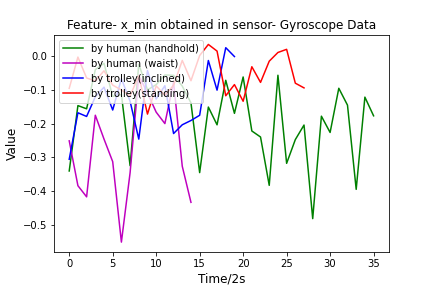 Feature- x_min obtained in sensor- Gyroscope Data
by human (handhold)
by human (waist)
by trolley(inclined)
by trolley(standing)
0.0
−0.1
−0.2
−0.3
−0.4
−0.5
Value
0 5 10 15 20 25 30 35
Time/2s